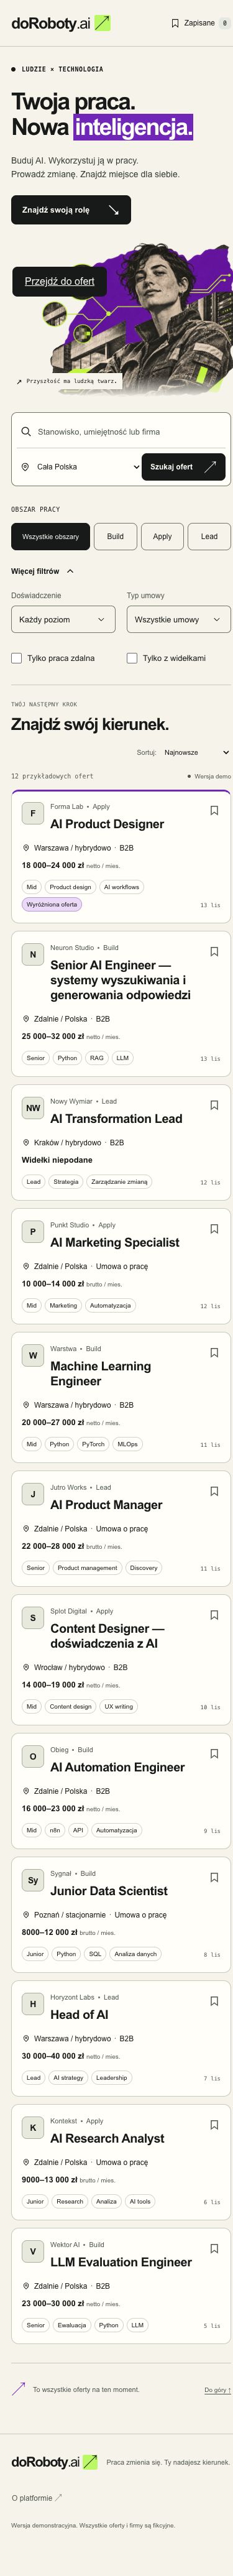 doRoboty.ai
Zapisane 0
LUDZIE × TECHNOLOGIA
Twoja praca.
Nowa inteligencja.
Buduj AI. Wykorzystuj ją w pracy.
Prowadź zmianę. Znajdź miejsce dla siebie.
Znajdź swoją rolę ↘
Przejdź do ofert
↗ Przyszłość ma ludzką twarz.
Stanowisko, umiejętność lub firma
Cała Polska
Szukaj ofert
OBSZAR PRACY
Wszystkie obszary Build Apply Lead
Więcej filtrów
Doświadczenie Typ umowy
Każdy poziom Wszystkie umowy
Tylko praca zdalna Tylko z widełkami
TWÓJ NASTĘPNY KROK
Znajdź swój kierunek.
Sortuj: Najnowsze
12 przykładowych ofert Wersja demo
F
Forma Lab • Apply
AI Product Designer
Warszawa / hybrydowo · B2B
18 000–24 000 zł netto / mies.
Mid Product design AI workflows
Wyróżniona oferta 13 lis
N
Neuron Studio • Build
Senior AI Engineer —
systemy wyszukiwania i
generowania odpowiedzi
Zdalnie / Polska · B2B
25 000–32 000 zł netto / mies.
Senior Python RAG LLM 13 lis
NW
Nowy Wymiar • Lead
AI Transformation Lead
Kraków / hybrydowo · B2B
Widełki niepodane
Lead Strategia Zarządzanie zmianą 12 lis
P
Punkt Studio • Apply
AI Marketing Specialist
Zdalnie / Polska · Umowa o pracę
10 000–14 000 zł brutto / mies.
Mid Marketing Automatyzacja 12 lis
W
Warstwa • Build
Machine Learning
Engineer
Warszawa / hybrydowo · B2B
20 000–27 000 zł netto / mies.
Mid Python PyTorch MLOps 11 lis
J
Jutro Works • Lead
AI Product Manager
Zdalnie / Polska · Umowa o pracę
22 000–28 000 zł brutto / mies.
Senior Product management Discovery 11 lis
S
Splot Digital • Apply
Content Designer —
doświadczenia z AI
Wrocław / hybrydowo · B2B
14 000–19 000 zł netto / mies.
Mid Content design UX writing 10 lis
O
Obieg • Build
AI Automation Engineer
Zdalnie / Polska · B2B
16 000–23 000 zł netto / mies.
Mid n8n API Automatyzacja 9 lis
Sy
Sygnał • Build
Junior Data Scientist
Poznań / stacjonarnie · Umowa o pracę
8000–12 000 zł brutto / mies.
Junior Python SQL Analiza danych 8 lis
H
Horyzont Labs • Lead
Head of AI
Warszawa / hybrydowo · B2B
30 000–40 000 zł netto / mies.
Lead AI strategy Leadership 7 lis
K
Kontekst • Apply
AI Research Analyst
Zdalnie / Polska · Umowa o pracę
9000–13 000 zł brutto / mies.
Junior Research Analiza AI tools 6 lis
V
Wektor AI • Build
LLM Evaluation Engineer
Zdalnie / Polska · B2B
23 000–30 000 zł netto / mies.
Senior Ewaluacja Python LLM 5 lis
To wszystkie oferty na ten moment. Do góry ↑
doRoboty.ai Praca zmienia się. Ty nadajesz kierunek.
O platformie
Wersja demonstracyjna. Wszystkie oferty i firmy są fikcyjne.